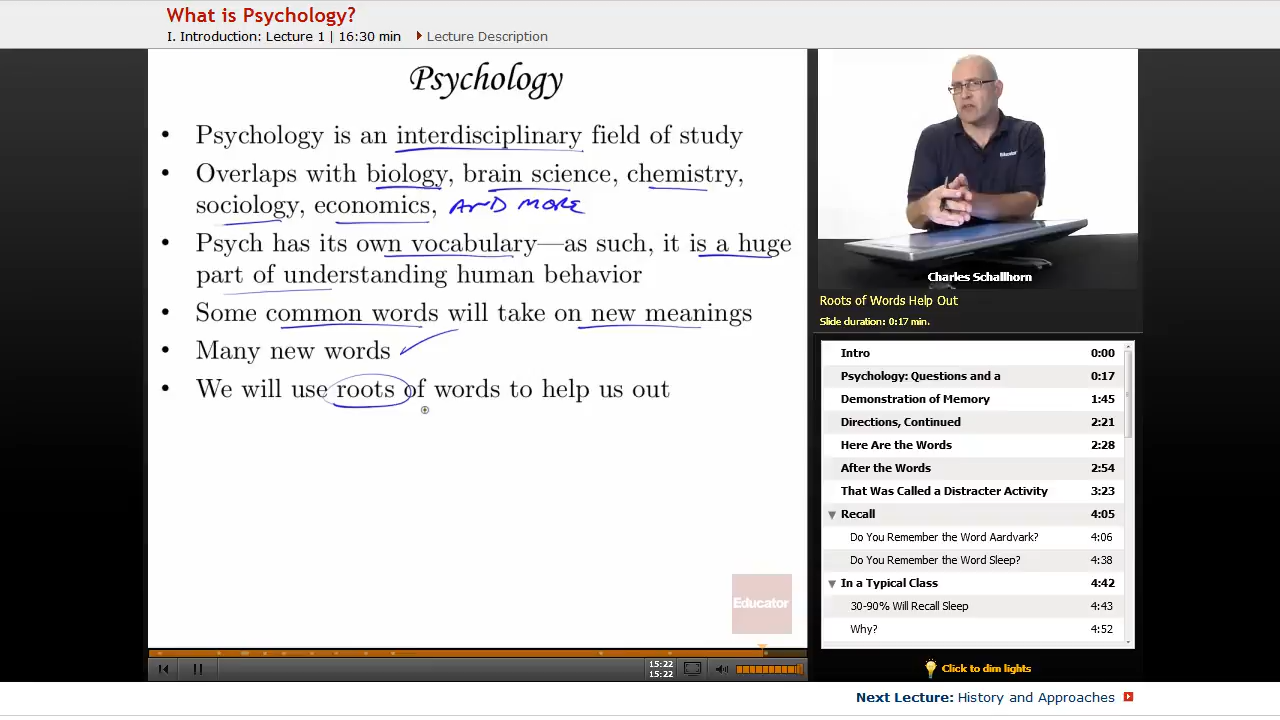 What is Psychology?
I. Introduction: Lecture 1 | 16:30 min
Lecture Description
Psychology
• Psychology is an interdisciplinary field of study
• Overlaps with biology, brain science, chemistry,
sociology, economics, AND MORE
• Psych has its own vocabulary—as such, it is a huge
part of understanding human behavior
• Some common words will take on new meanings
• Many new words
• We will use roots of words to help us out
Educator
15:22
15:22
Educator
Charles Schallhorn
Roots of Words Help Out
Slide duration: 0:17 min.
Intro 0:00
Psychology: Questions and a 0:17
Demonstration of Memory 1:45
Directions, Continued 2:21
Here Are the Words 2:28
After the Words 2:54
That Was Called a Distracter Activity 3:23
Recall 4:05
Do You Remember the Word Aardvark? 4:06
Do You Remember the Word Sleep? 4:38
In a Typical Class 4:42
30-90% Will Recall Sleep 4:43
Why? 4:52
Click to dim lights
Next Lecture: History and Approaches